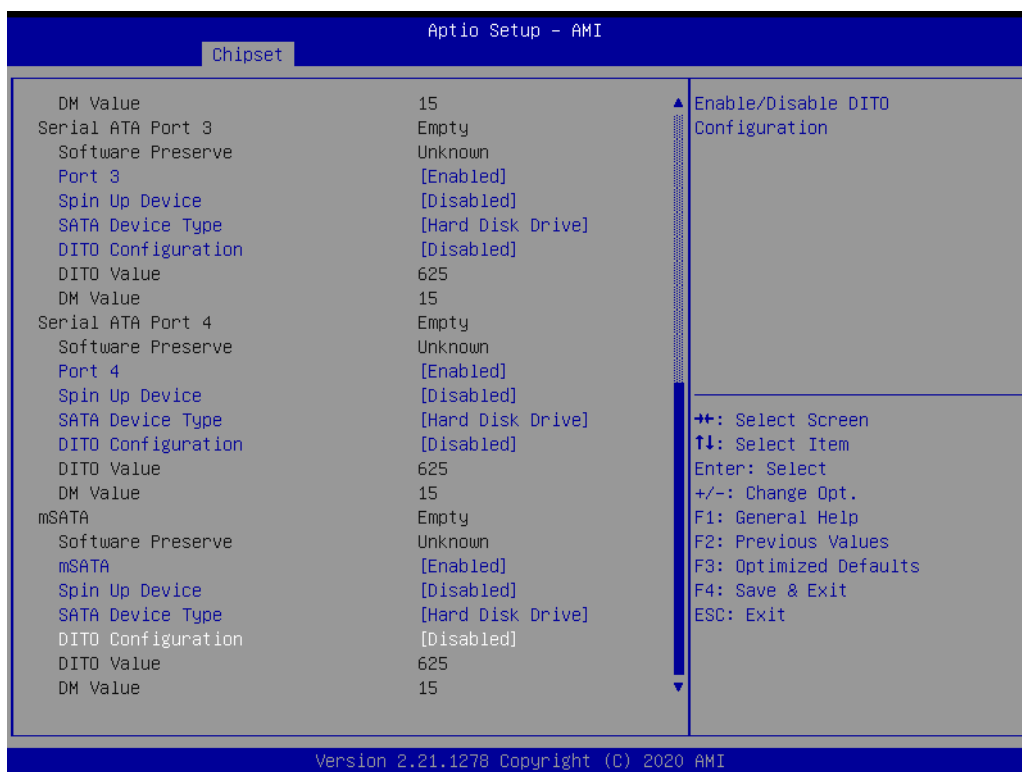 Aptio Setup – AMI
Chipset
DM Value 15
Serial ATA Port 3 Empty
Software Preserve Unknown
Port 3 [Enabled]
Spin Up Device [Disabled]
SATA Device Type [Hard Disk Drive]
DITO Configuration [Disabled]
DITO Value 625
DM Value 15
Serial ATA Port 4 Empty
Software Preserve Unknown
Port 4 [Enabled]
Spin Up Device [Disabled]
SATA Device Type [Hard Disk Drive]
DITO Configuration [Disabled]
DITO Value 625
DM Value 15
mSATA Empty
Software Preserve Unknown
mSATA [Enabled]
Spin Up Device [Disabled]
SATA Device Type [Hard Disk Drive]
DITO Configuration [Disabled]
DITO Value 625
DM Value 15
Enable/Disable DITO
Configuration
→←: Select Screen
↑↓: Select Item
Enter: Select
+/-: Change Opt.
F1: General Help
F2: Previous Values
F3: Optimized Defaults
F4: Save & Exit
ESC: Exit
Version 2.21.1278 Copyright (C) 2020 AMI